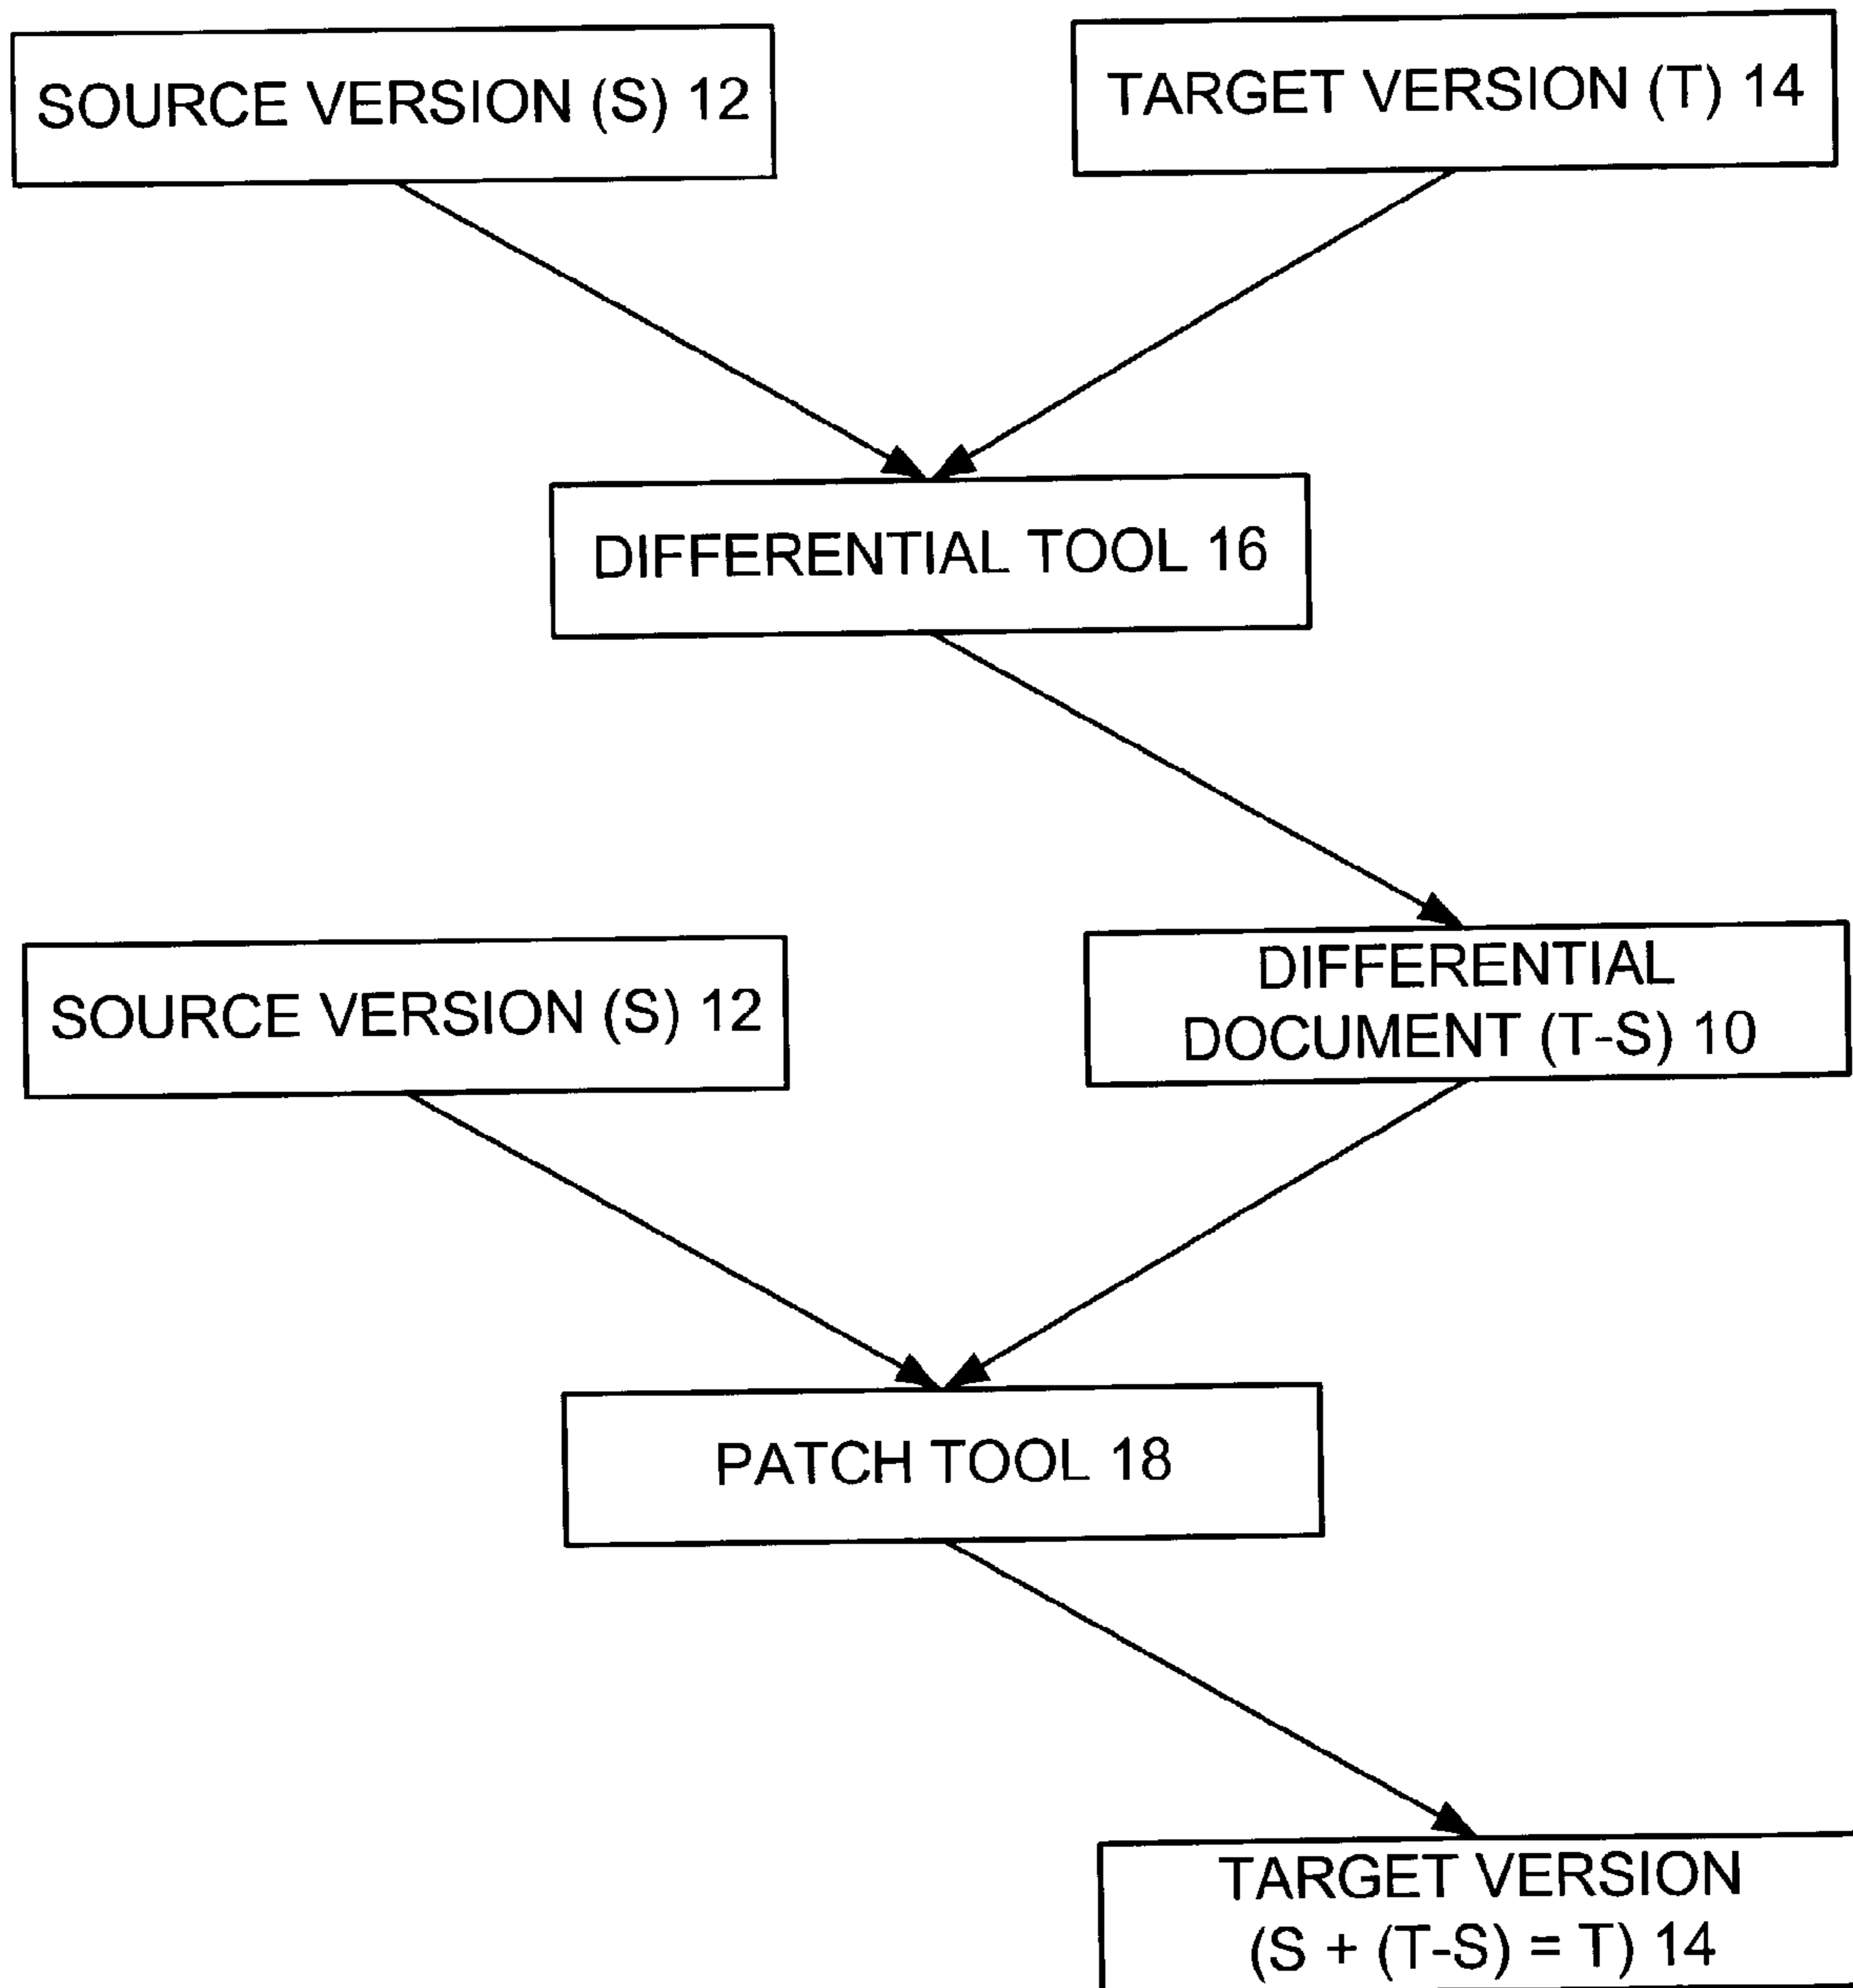 SOURCE VERSION (S) 12
TARGET VERSION (T) 14
DIFFERENTIAL TOOL 16
SOURCE VERSION (S) 12
DIFFERENTIAL
DOCUMENT (T-S) 10
PATCH TOOL 18
TARGET VERSION
(S + (T-S) = T) 14